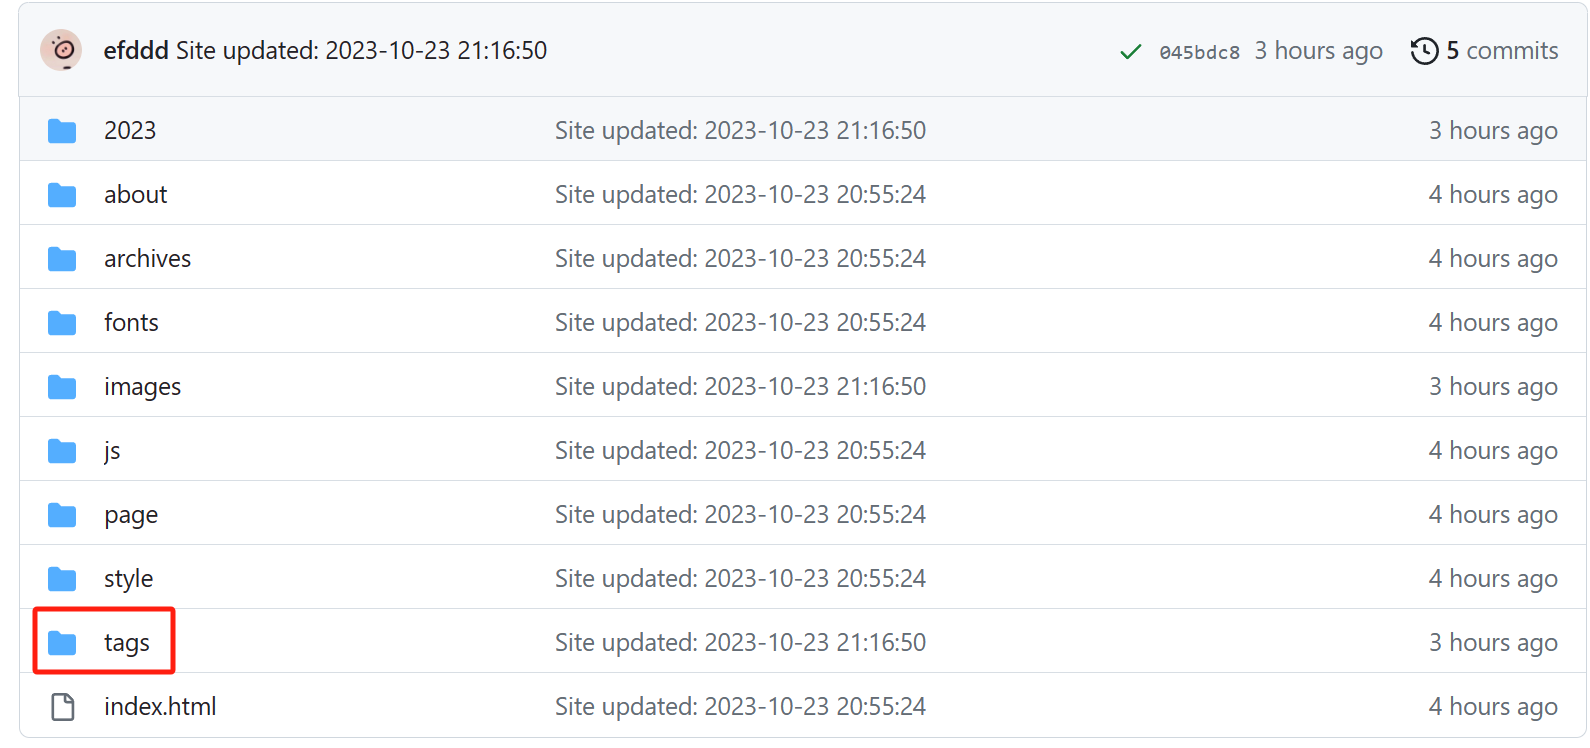 efddd Site updated: 2023-10-23 21:16:50 045bdc8 3 hours ago 5 commits
2023 Site updated: 2023-10-23 21:16:50 3 hours ago
about Site updated: 2023-10-23 20:55:24 4 hours ago
archives Site updated: 2023-10-23 20:55:24 4 hours ago
fonts Site updated: 2023-10-23 20:55:24 4 hours ago
images Site updated: 2023-10-23 21:16:50 3 hours ago
js Site updated: 2023-10-23 20:55:24 4 hours ago
page Site updated: 2023-10-23 20:55:24 4 hours ago
style Site updated: 2023-10-23 20:55:24 4 hours ago
tags Site updated: 2023-10-23 21:16:50 3 hours ago
index.html Site updated: 2023-10-23 20:55:24 4 hours ago